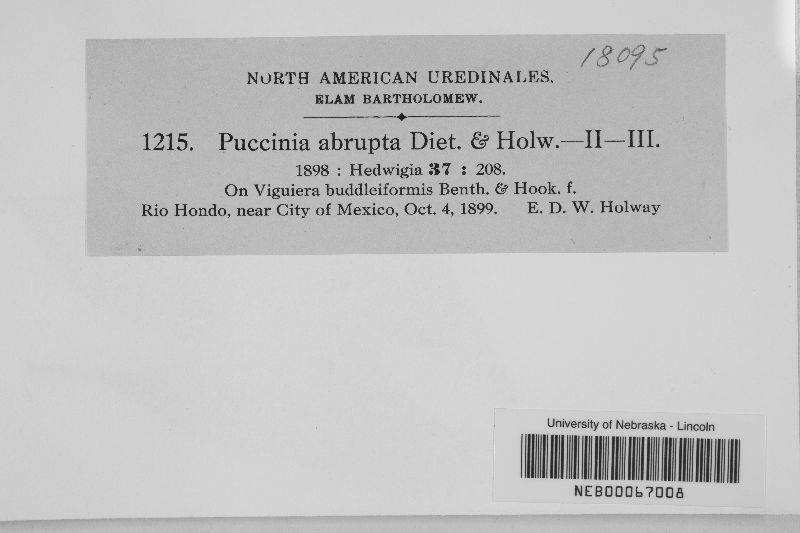 18095
NORTH AMERICAN UREDINALES,
ELAM BARTHOLOMEW.
1215. Puccinia abrupta Diet. & Holw.—II—III.
1898 : Hedwigia 37 : 208.
On Viguiera buddleiformis Benth. & Hook. f.
Rio Hondo, near City of Mexico, Oct. 4, 1899. E. D. W. Holway
University of Nebraska - Lincoln
NEB00067008